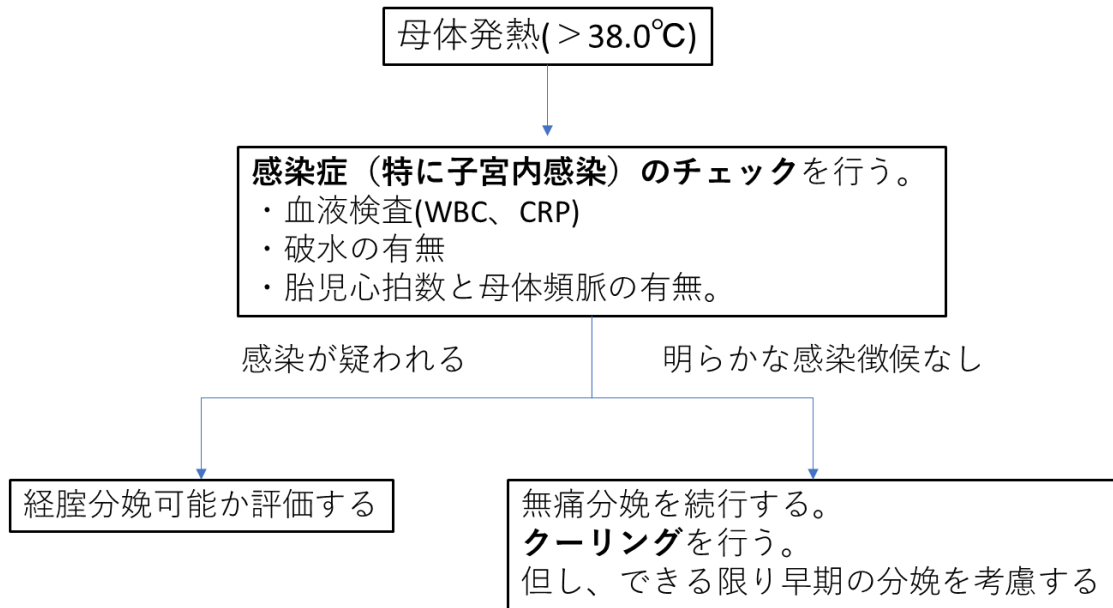 母体発熱(＞38.0℃)
感染症（特に子宮内感染）のチェックを行う。
・血液検査(WBC、CRP)
・破水の有無
・胎児心拍数と母体頻脈の有無。
感染が疑われる
明らかな感染徴候なし
経腟分娩可能か評価する
無痛分娩を続行する。
クーリングを行う。
但し、できる限り早期の分娩を考慮する